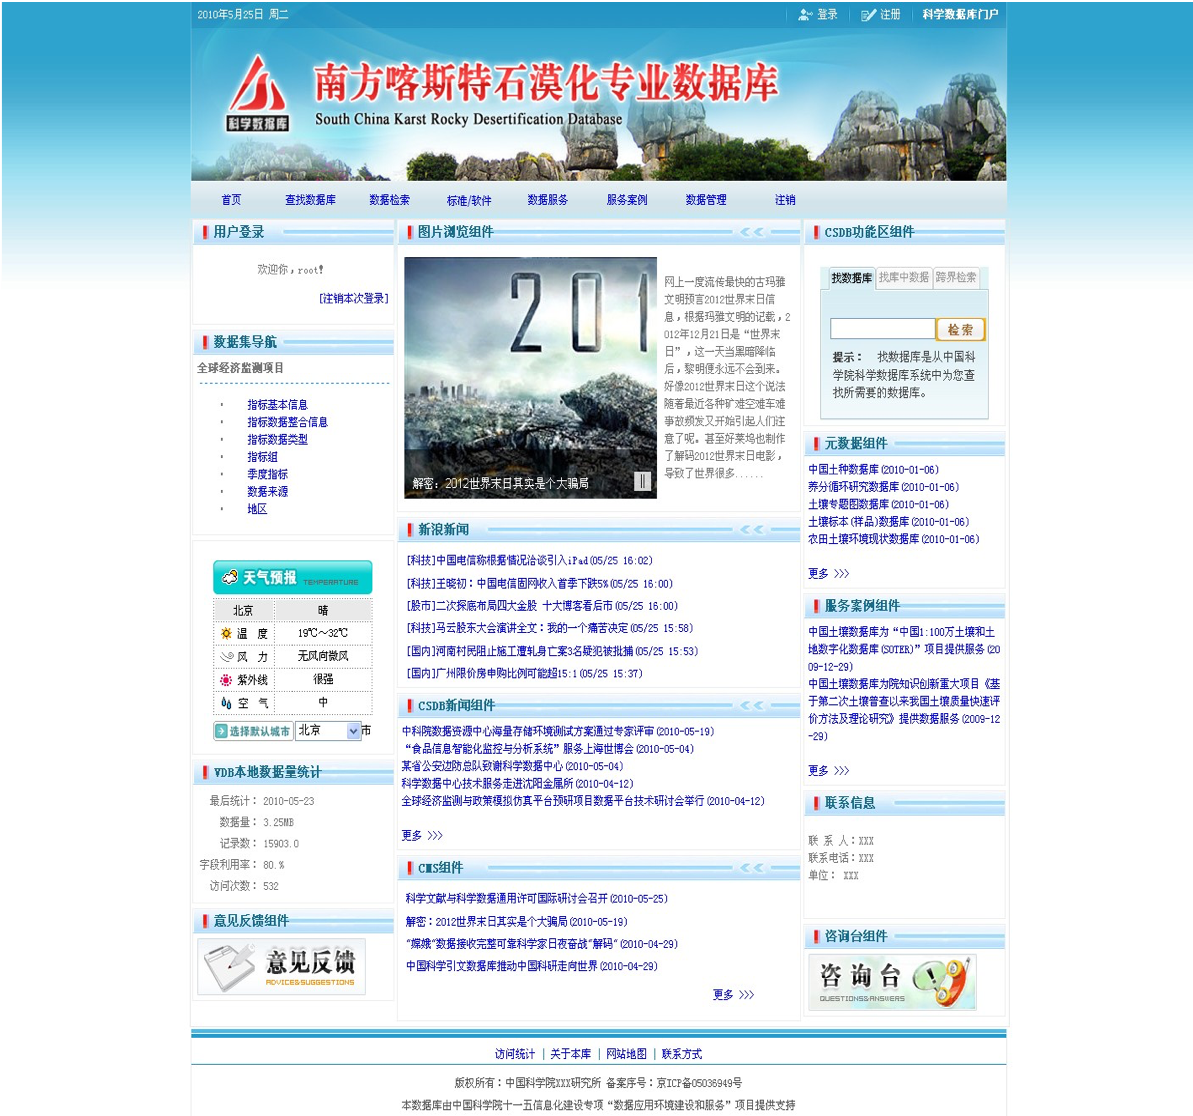 2010年5月25日 周二
登录 注册 科学数据库门户
南方喀斯特石漠化专业数据库
South China Karst Rocky Desertification Database
科学数据库
首页 查找数据库 数据检索 标准/软件 数据服务 服务案例 数据管理 注销
用户登录
欢迎你，root!
[注销本次登录]
数据集导航
全球经济监测项目
指标基本信息
指标数据整合信息
指标数据类型
指标组
季度指标
数据来源
地区
天气预报 TEMPERATURE
北京 晴
温 度 19℃～32℃
风 力 无风向微风
紫外线 很强
空 气 中
选择默认城市 北京 市
VDB本地数据量统计
最后统计： 2010-05-23
数据量： 3.25MB
记录数： 15903.0
字段利用率： 80.%
访问次数： 532
意见反馈组件
意见反馈
ADVICE&SUGGESTIONS
图片浏览组件
201
解密：2012世界末日其实是个大骗局
网上一度流传最快的古玛雅
文明预言2012世界末日信
息，根据玛雅文明的记载，2
012年12月21日是“世界末
日”，这一天当黑暗降临
后，黎明便永远不会到来。
好像2012世界末日这个说法
随着最近各种矿难空难车难
事故频发又开始引起人们注
意了呢。甚至好莱坞也制作
了解码2012世界末日电影，
导致了世界很多......
新浪新闻
[科技]中国电信称根据情况洽谈引入iPad(05/25 16:02)
[科技]王晓初：中国电信固网收入首季下跌5%(05/25 16:00)
[股市]二次探底布局四大金股 十大博客看后市(05/25 16:00)
[科技]马云股东大会演讲全文：我的一个痛苦决定(05/25 15:58)
[国内]河南村民阻止施工遭轧身亡案3名疑犯被批捕(05/25 15:53)
[国内]广州限价房申购比例可能超15:1(05/25 15:37)
CSDB新闻组件
中科院数据资源中心海量存储环境测试方案通过专家评审(2010-05-19)
“食品信息智能化监控与分析系统”服务上海世博会(2010-05-04)
某省公安边防总队致谢科学数据中心(2010-05-04)
科学数据中心技术服务走进沈阳金属所(2010-04-12)
全球经济监测与政策模拟仿真平台预研项目数据平台技术研讨会举行(2010-04-12)
更多 >>>
CMS组件
科学文献与科学数据通用许可国际研讨会召开(2010-05-25)
解密：2012世界末日其实是个大骗局(2010-05-19)
"嫦娥"数据接收完整可靠科学家日夜奋战"解码"(2010-04-29)
中国科学引文数据库推动中国科研走向世界(2010-04-29)
更多 >>>
CSDB功能区组件
找数据库 找库中数据 跨界检索
检 索
提示： 找数据库是从中国科
学院科学数据库系统中为您查
找所需要的数据库。
元数据组件
中国土种数据库(2010-01-06)
养分循环研究数据库(2010-01-06)
土壤专题图数据库(2010-01-06)
土壤标本(样品)数据库(2010-01-06)
农田土壤环境现状数据库(2010-01-06)
更多 >>>
服务案例组件
中国土壤数据库为“中国1:100万土壤和土
地数字化数据库(SOTER)”项目提供服务(20
09-12-29)
中国土壤数据库为院知识创新重大项目《基
于第二次土壤普查以来我国土壤质量快速评
价方法及理论研究》提供数据服务(2009-12
-29)
更多 >>>
联系信息
联 系 人：XXX
联系电话：XXX
单位： XXX
咨询台组件
咨 询 台
QUESTIONS&ANSWERS
访问统计 | 关于本库 | 网站地图 | 联系方式
版权所有：中国科学院XXX研究所 备案序号：京ICP备05036949号
本数据库由中国科学院十一五信息化建设专项“数据应用环境建设和服务”项目提供支持